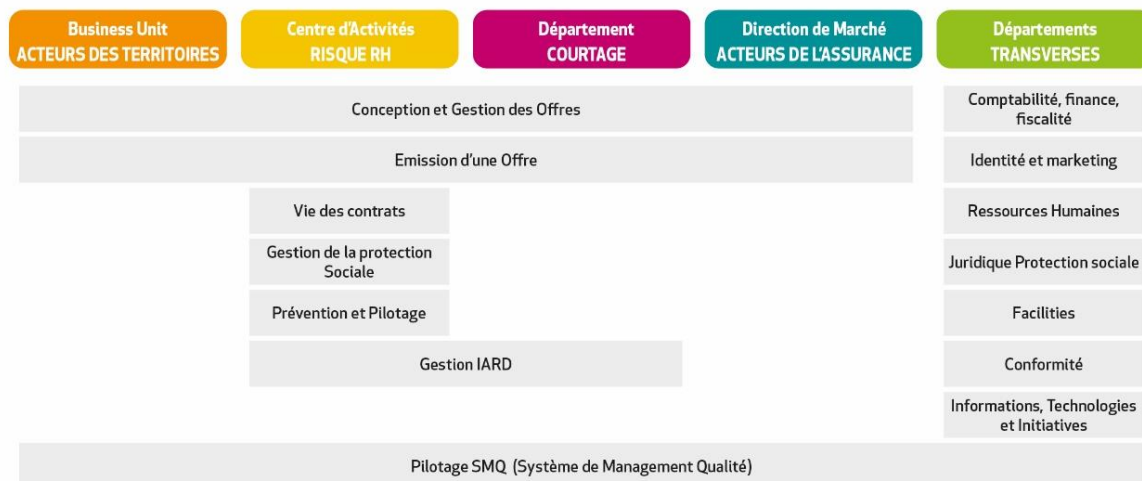 Business Unit
ACTEURS DES TERRITOIRES
Centre d'Activités
RISQUE RH
Département
COURTAGE
Direction de Marché
ACTEURS DE L'ASSURANCE
Départements
TRANSVERSES
Conception et Gestion des Offres
Comptabilité, finance,
fiscalité
Emission d'une Offre
Identité et marketing
Vie des contrats
Ressources Humaines
Gestion de la protection
Sociale
Juridique Protection sociale
Prévention et Pilotage
Facilities
Gestion IARD
Conformité
Informations, Technologies
et Initiatives
Pilotage SMQ (Système de Management Qualité)